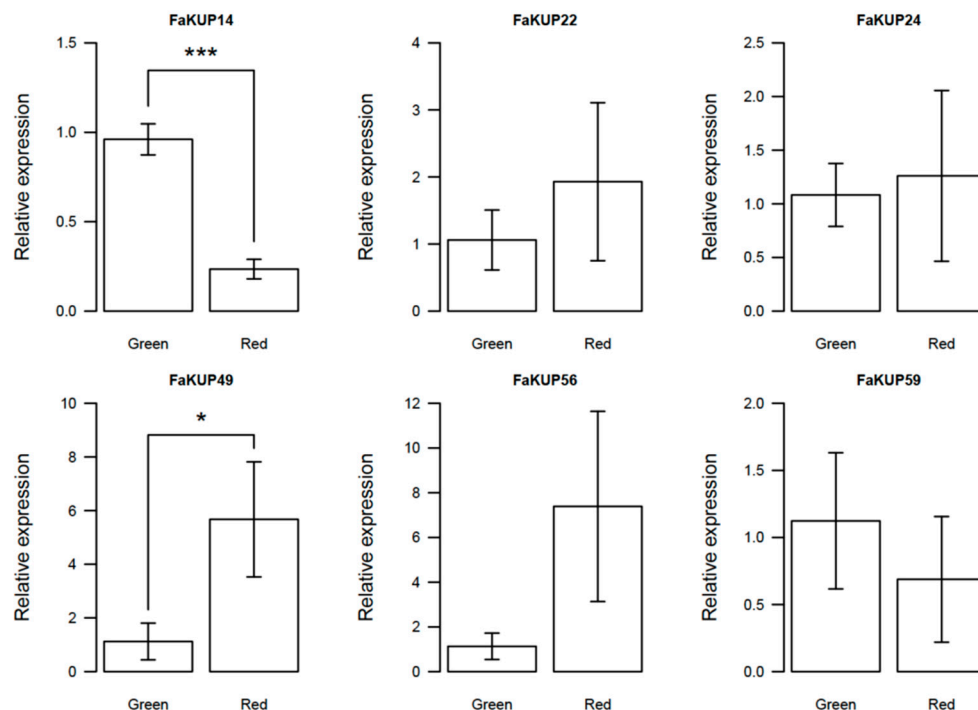 FaKUP14
Relative expression
1.5
1.0
0.5
0.0
***
Green Red
FaKUP22
Relative expression
4
3
2
1
0
Green Red
FaKUP24
Relative expression
2.5
2.0
1.5
1.0
0.5
0.0
Green Red
FaKUP49
Relative expression
10
8
6
4
2
0
*
Green Red
FaKUP56
Relative expression
12
10
8
6
4
2
0
Green Red
FaKUP59
Relative expression
2.0
1.5
1.0
0.5
0.0
Green Red